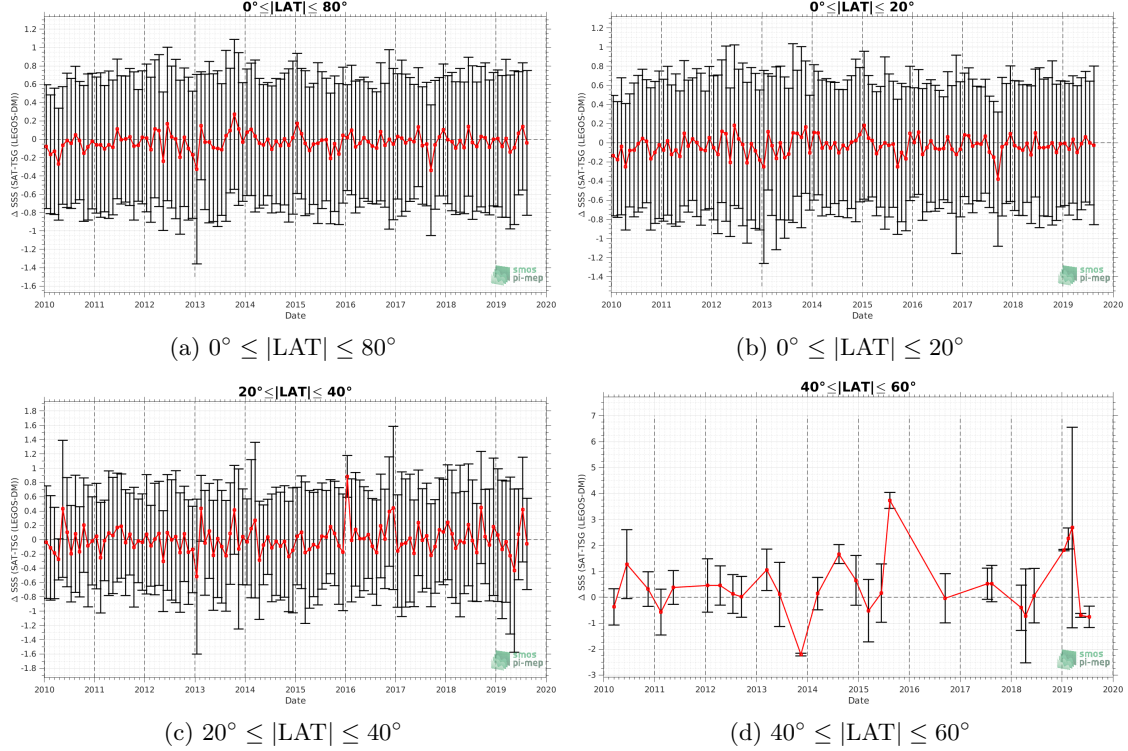 0°≤|LAT|≤ 80°
Δ SSS (SAT-TSG (LEGOS-DM))
1.2
1
0.8
0.6
0.4
0.2
0
-0.2
-0.4
-0.6
-0.8
-1
-1.2
-1.4
-1.6
2010 2011 2012 2013 2014 2015 2016 2017 2018 2019 2020
Date
smos
pi-mep
(a) 0° ≤ |LAT| ≤ 80°
0°≤|LAT|≤ 20°
Δ SSS (SAT-TSG (LEGOS-DM))
1.2
1
0.8
0.6
0.4
0.2
0
-0.2
-0.4
-0.6
-0.8
-1
-1.2
-1.4
2010 2011 2012 2013 2014 2015 2016 2017 2018 2019 2020
Date
smos
pi-mep
(b) 0° ≤ |LAT| ≤ 20°
20°≤|LAT|≤ 40°
Δ SSS (SAT-TSG (LEGOS-DM))
1.8
1.6
1.4
1.2
1
0.8
0.6
0.4
0.2
0
-0.2
-0.4
-0.6
-0.8
-1
-1.2
-1.4
-1.6
-1.8
2010 2011 2012 2013 2014 2015 2016 2017 2018 2019 2020
Date
smos
pi-mep
(c) 20° ≤ |LAT| ≤ 40°
40°≤|LAT|≤ 60°
Δ SSS (SAT-TSG (LEGOS-DM))
7
6
5
4
3
2
1
0
-1
-2
-3
2010 2011 2012 2013 2014 2015 2016 2017 2018 2019 2020
Date
smos
pi-mep
(d) 40° ≤ |LAT| ≤ 60°